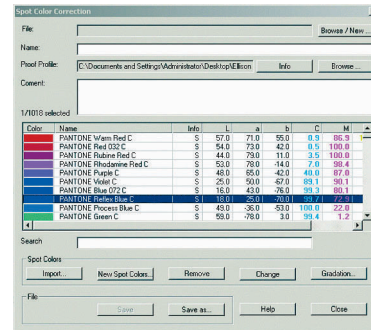 Spot Color Correction
File: Browse / New...
Name:
Proof Profile: C:\Documents and Settings\Administrator\Desktop\Ellison Info Browse...
Coment:
1/1018 selected
Color Name Info L a b C M
PANTONE Warm Red C S 57.0 71.0 55.0 0.9 86.9
PANTONE Red 032 C S 54.0 73.0 42.0 0.5 100.0
PANTONE Rubine Red C S 44.0 79.0 11.0 3.5 100.0
PANTONE Rhodamine Red C S 53.0 78.0 -14.0 7.0 98.4
PANTONE Purple C S 48.0 65.0 -42.0 40.0 87.0
PANTONE Violet C S 25.0 50.0 -67.0 89.1 90.1
PANTONE Blue 072 C S 16.0 43.0 -76.0 99.3 80.1
PANTONE Reflex Blue C S 18.0 25.0 -70.0 99.7 72.9
PANTONE Process Blue C S 49.0 -36.0 -53.0 100.0 22.0
PANTONE Green C S 59.0 -78.0 3.0 99.4 1.2
Search
Spot Colors
Import... New Spot Colors... Remove Change Gradation...
File
Save Save as... Help Close